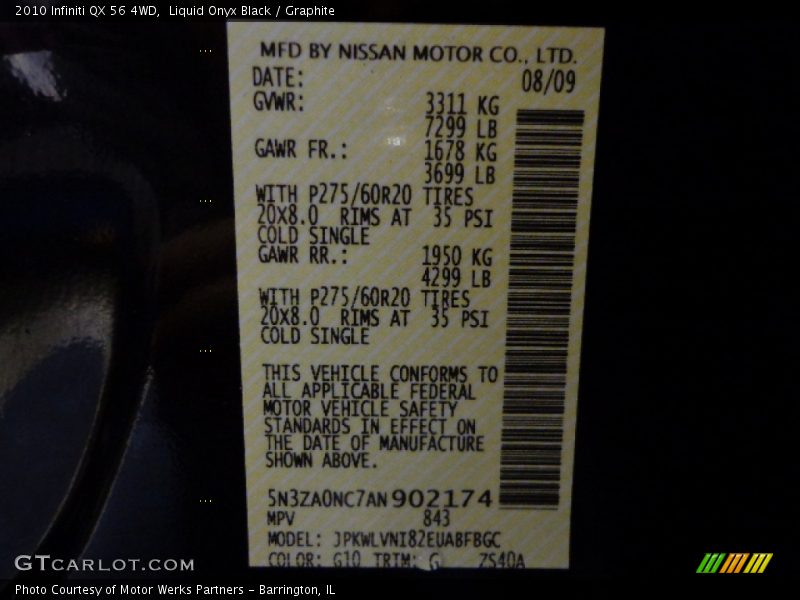 2010 Infiniti QX 56 4WD,  Liquid Onyx Black / Graphite
MFD BY NISSAN MOTOR CO., LTD.
DATE: 08/09
GVWR: 3311 KG
7299 LB
GAWR FR.: 1678 KG
3699 LB
WITH P275/60R20 TIRES
20X8.0 RIMS AT 35 PSI
COLD SINGLE
GAWR RR.: 1950 KG
4299 LB
WITH P275/60R20 TIRES
20X8.0 RIMS AT 35 PSI
COLD SINGLE
THIS VEHICLE CONFORMS TO
ALL APPLICABLE FEDERAL
MOTOR VEHICLE SAFETY
STANDARDS IN EFFECT ON
THE DATE OF MANUFACTURE
SHOWN ABOVE.
5N3ZA0NC7AN902174
MPV 843
MODEL: JPKWLVNI82EUABFBGC
COLOR: G10 TRIM: G ZS40A
GTCARLOT.COM
Photo Courtesy of Motor Werks Partners – Barrington, IL